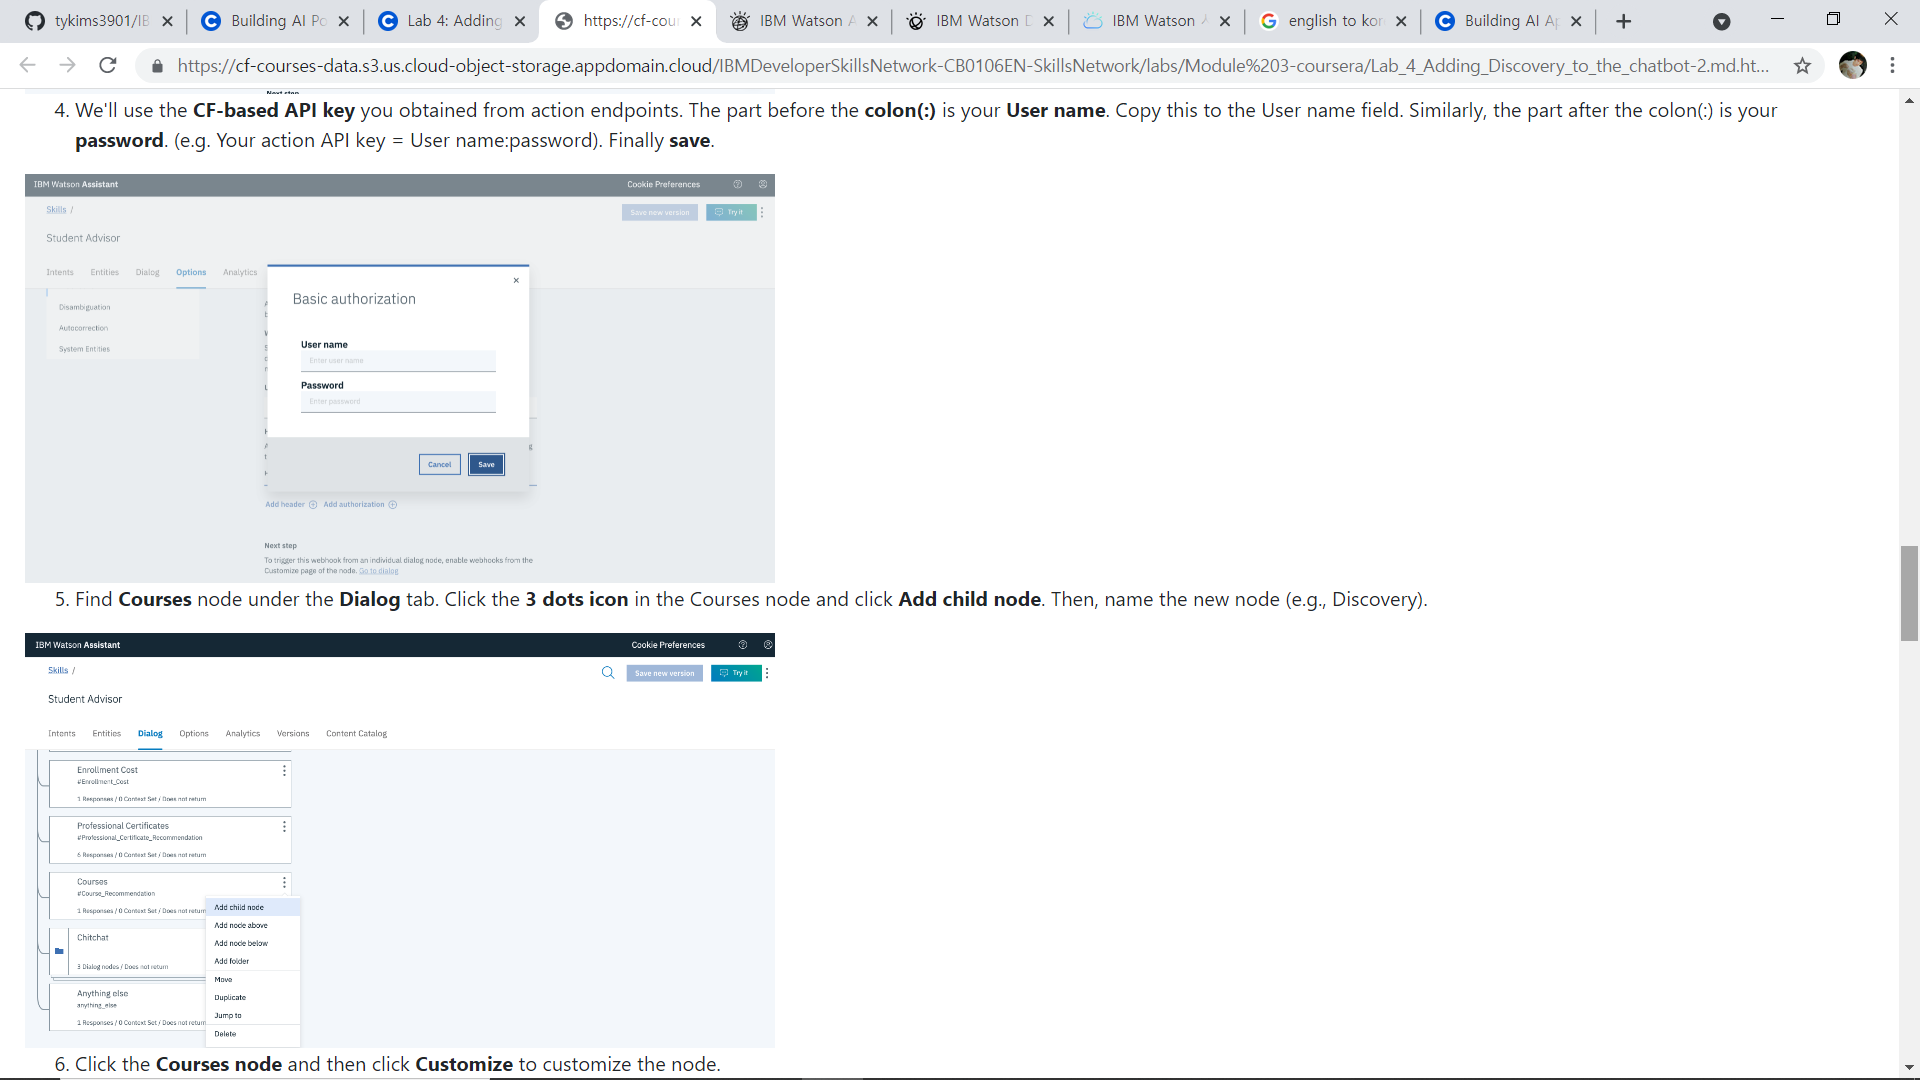 tykims3901/IB
Building AI Po
Lab 4: Adding
https://cf-cour
IBM Watson A
IBM Watson D
IBM Watson
english to kor
Building AI Ap
https://cf-courses-data.s3.us.cloud-object-storage.appdomain.cloud/IBMDeveloperSkillsNetwork-CB0106EN-SkillsNetwork/labs/Module%203-coursera/Lab_4_Adding_Discovery_to_the_chatbot-2.md.ht...
Next step
4. We'll use the CF-based API key you obtained from action endpoints. The part before the colon(:) is your User name. Copy this to the User name field. Similarly, the part after the colon(:) is your
password. (e.g. Your action API key = User name:password). Finally save.
IBM Watson Assistant
Cookie Preferences
Skills /
Save new version
Try it
Student Advisor
Intents Entities Dialog Options Analytics
Disambiguation
Autocorrection
System Entities
Basic authorization
User name
Enter user name
Password
Enter password
Cancel
Save
Add header
Add authorization
Next step
To trigger this webhook from an individual dialog node, enable webhooks from the
Customize page of the node. Go to dialog
5. Find Courses node under the Dialog tab. Click the 3 dots icon in the Courses node and click Add child node. Then, name the new node (e.g., Discovery).
IBM Watson Assistant
Cookie Preferences
Skills /
Save new version
Try it
Student Advisor
Intents Entities Dialog Options Analytics Versions Content Catalog
Enrollment Cost
#Enrollment_Cost
1 Responses / 0 Context Set / Does not return
Professional Certificates
#Professional_Certificate_Recommendation
6 Responses / 0 Context Set / Does not return
Courses
#Course_Recommendation
1 Responses / 0 Context Set / Does not return
Add child node
Add node above
Add node below
Add folder
Move
Duplicate
Jump to
Delete
Chitchat
3 Dialog nodes / Does not return
Anything else
anything_else
1 Responses / 0 Context Set / Does not return
6. Click the Courses node and then click Customize to customize the node.